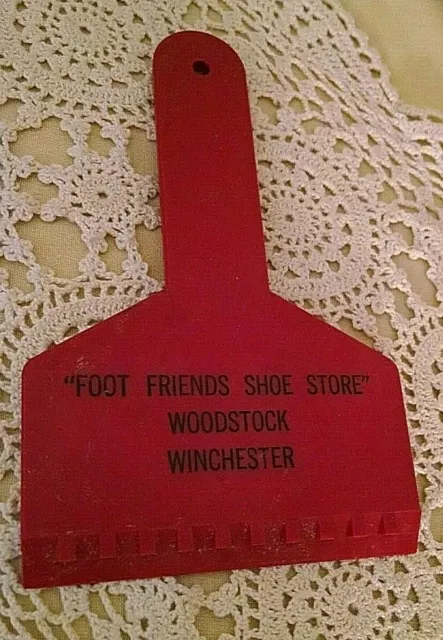 "FOOT FRIENDS SHOE STORE"
WOODSTOCK
WINCHESTER